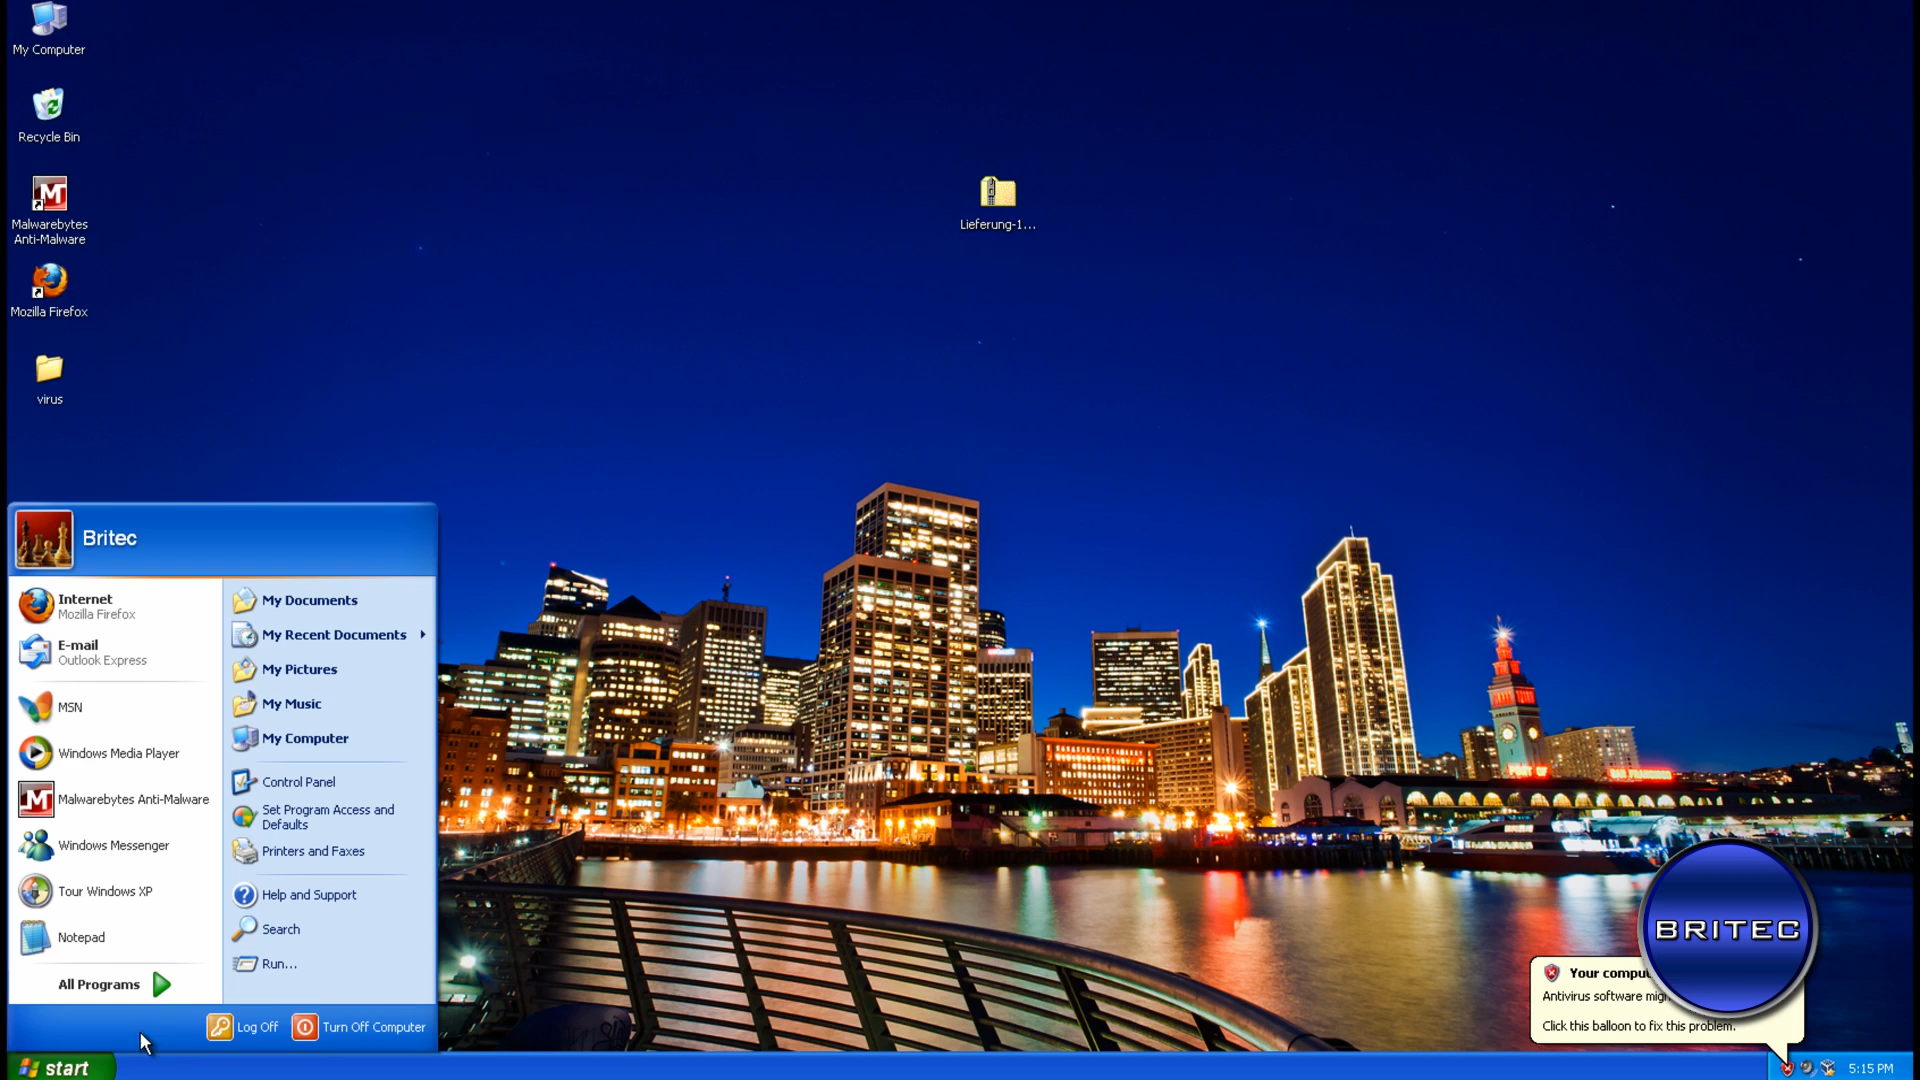 My Computer
Recycle Bin
Malwarebytes
Anti-Malware
Mozilla Firefox
virus
Lieferung-1...
Britec
Internet
Mozilla Firefox
E-mail
Outlook Express
MSN
Windows Media Player
Malwarebytes Anti-Malware
Windows Messenger
Tour Windows XP
Notepad
All Programs
My Documents
My Recent Documents
My Pictures
My Music
My Computer
Control Panel
Set Program Access and
Defaults
Printers and Faxes
Help and Support
Search
Run...
Log Off
Turn Off Computer
start
PORT OF
SAN FRANCISCO
BRITEC
Your
Antivirus software
Click this balloon to fix this problem.
5:15 PM